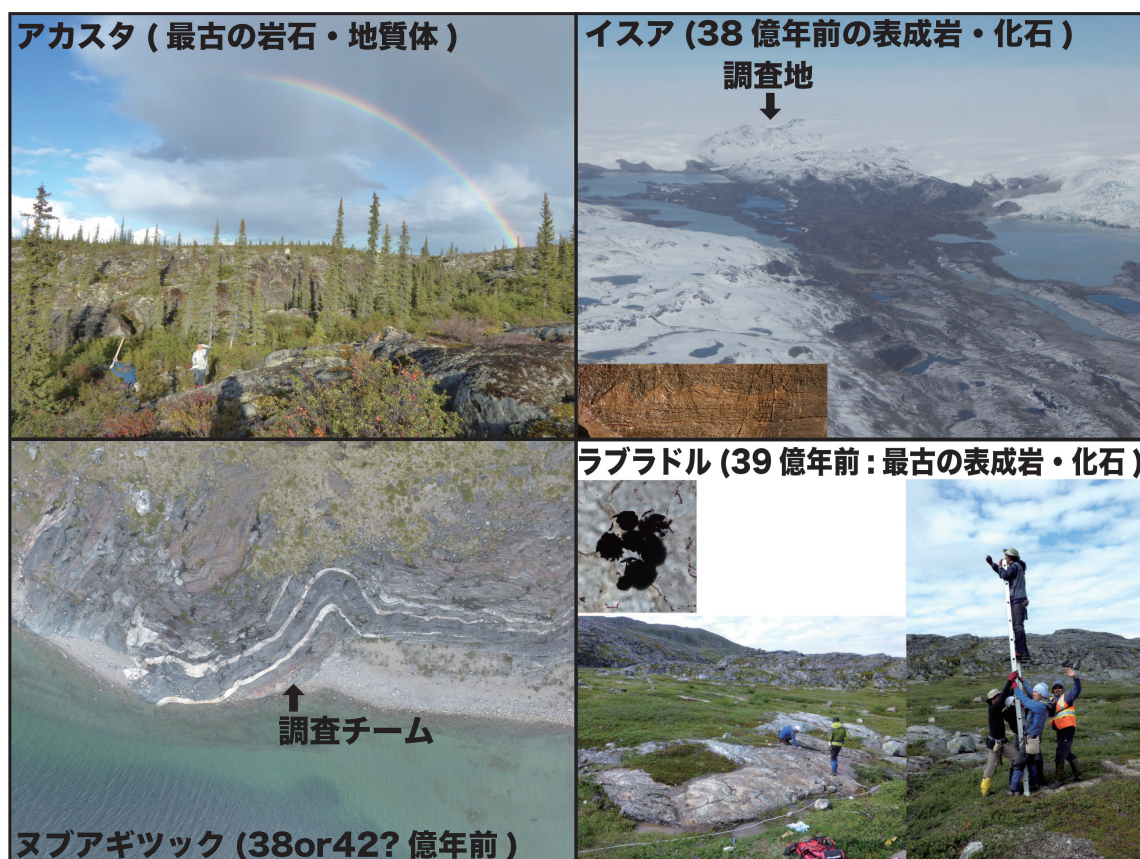 アカスタ ( 最古の岩石・地質体 )
イスア (38 億年前の表成岩・化石 )
調査地
調査チーム
ヌブアギツック (38or42? 億年前 )
ラブラドル (39 億年前 : 最古の表成岩・化石 )